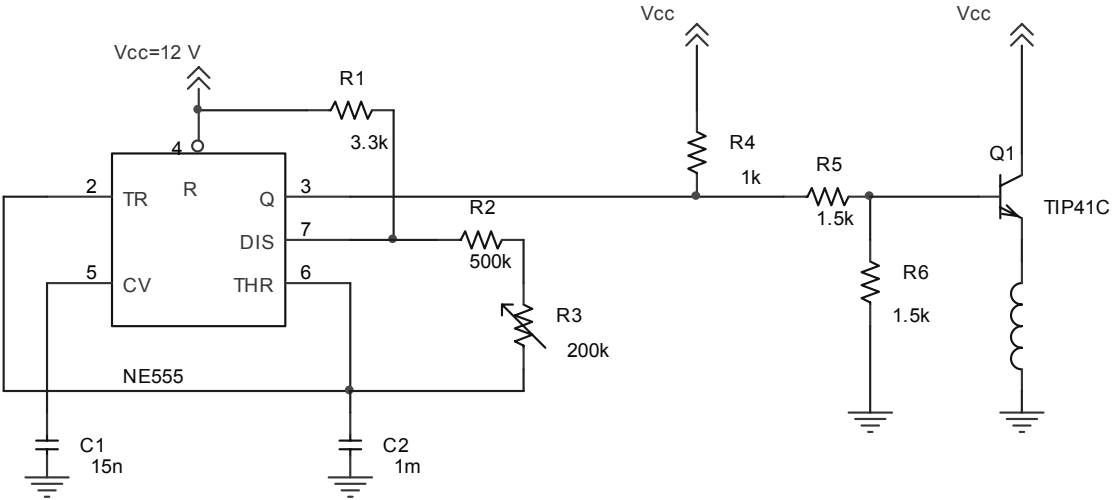 Vcc
Vcc
Vcc=12 V
R1
3.3k
4
R4
1k
R5
1.5k
Q1
TIP41C
2
TR
R
Q
3
R2
500k
DIS
7
5
CV
THR
6
R6
1.5k
R3
200k
NE555
C1
15n
C2
1m